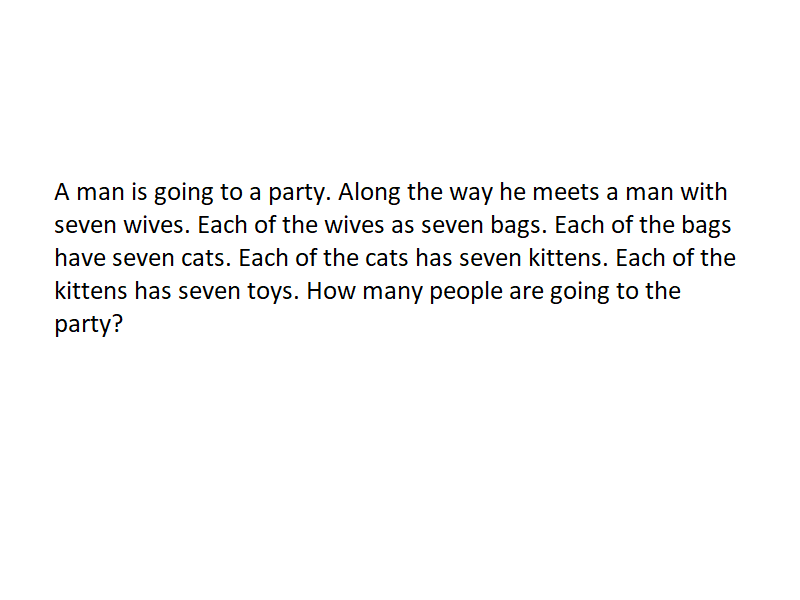 A man is going to a party. Along the way he meets a man with
seven wives. Each of the wives as seven bags. Each of the bags
have seven cats. Each of the cats has seven kittens. Each of the
kittens has seven toys. How many people are going to the
party?